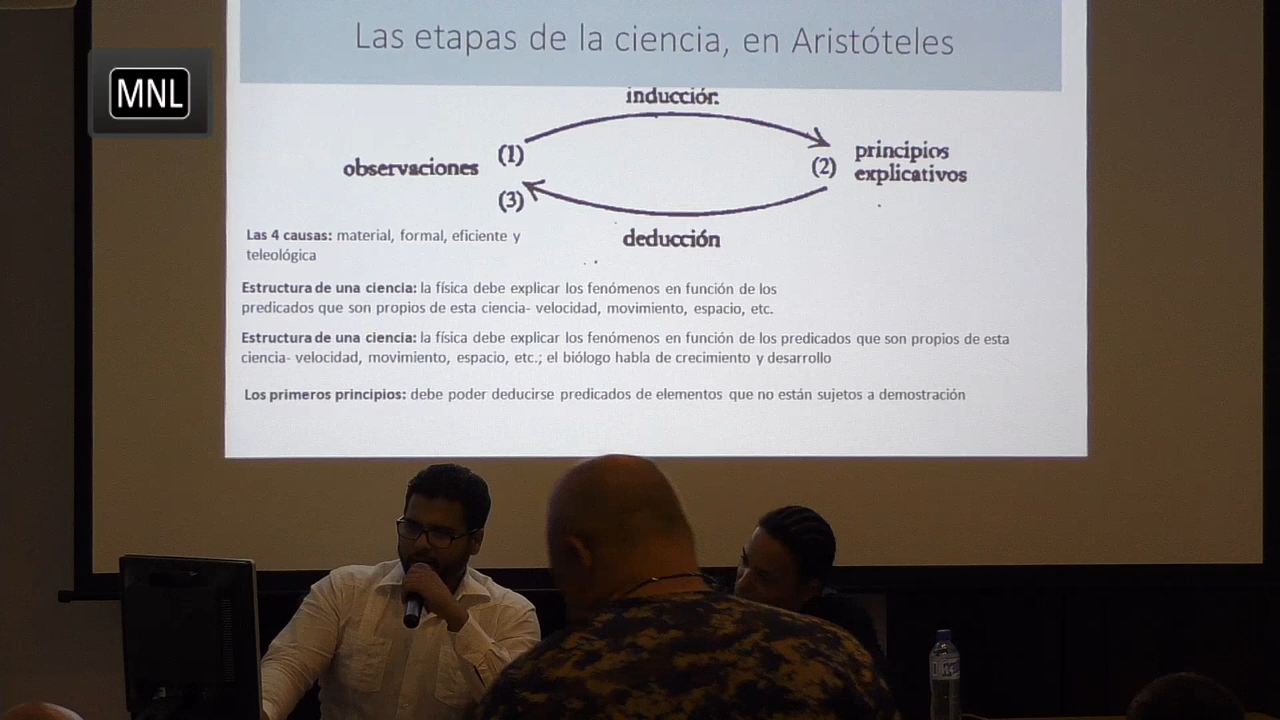 Las etapas de la ciencia, en Aristóteles
MNL
inducción
observaciones (1)
(2) principios
explicativos
(3)
deducción
Las 4 causas: material, formal, eficiente y
teleológica
Estructura de una ciencia: la física debe explicar los fenómenos en función de los
predicados que son propios de esta ciencia- velocidad, movimiento, espacio, etc.
Estructura de una ciencia: la física debe explicar los fenómenos en función de los predicados que son propios de esta
ciencia- velocidad, movimiento, espacio, etc.; el biólogo habla de crecimiento y desarrollo
Los primeros principios: debe poder deducirse predicados de elementos que no están sujetos a demostración